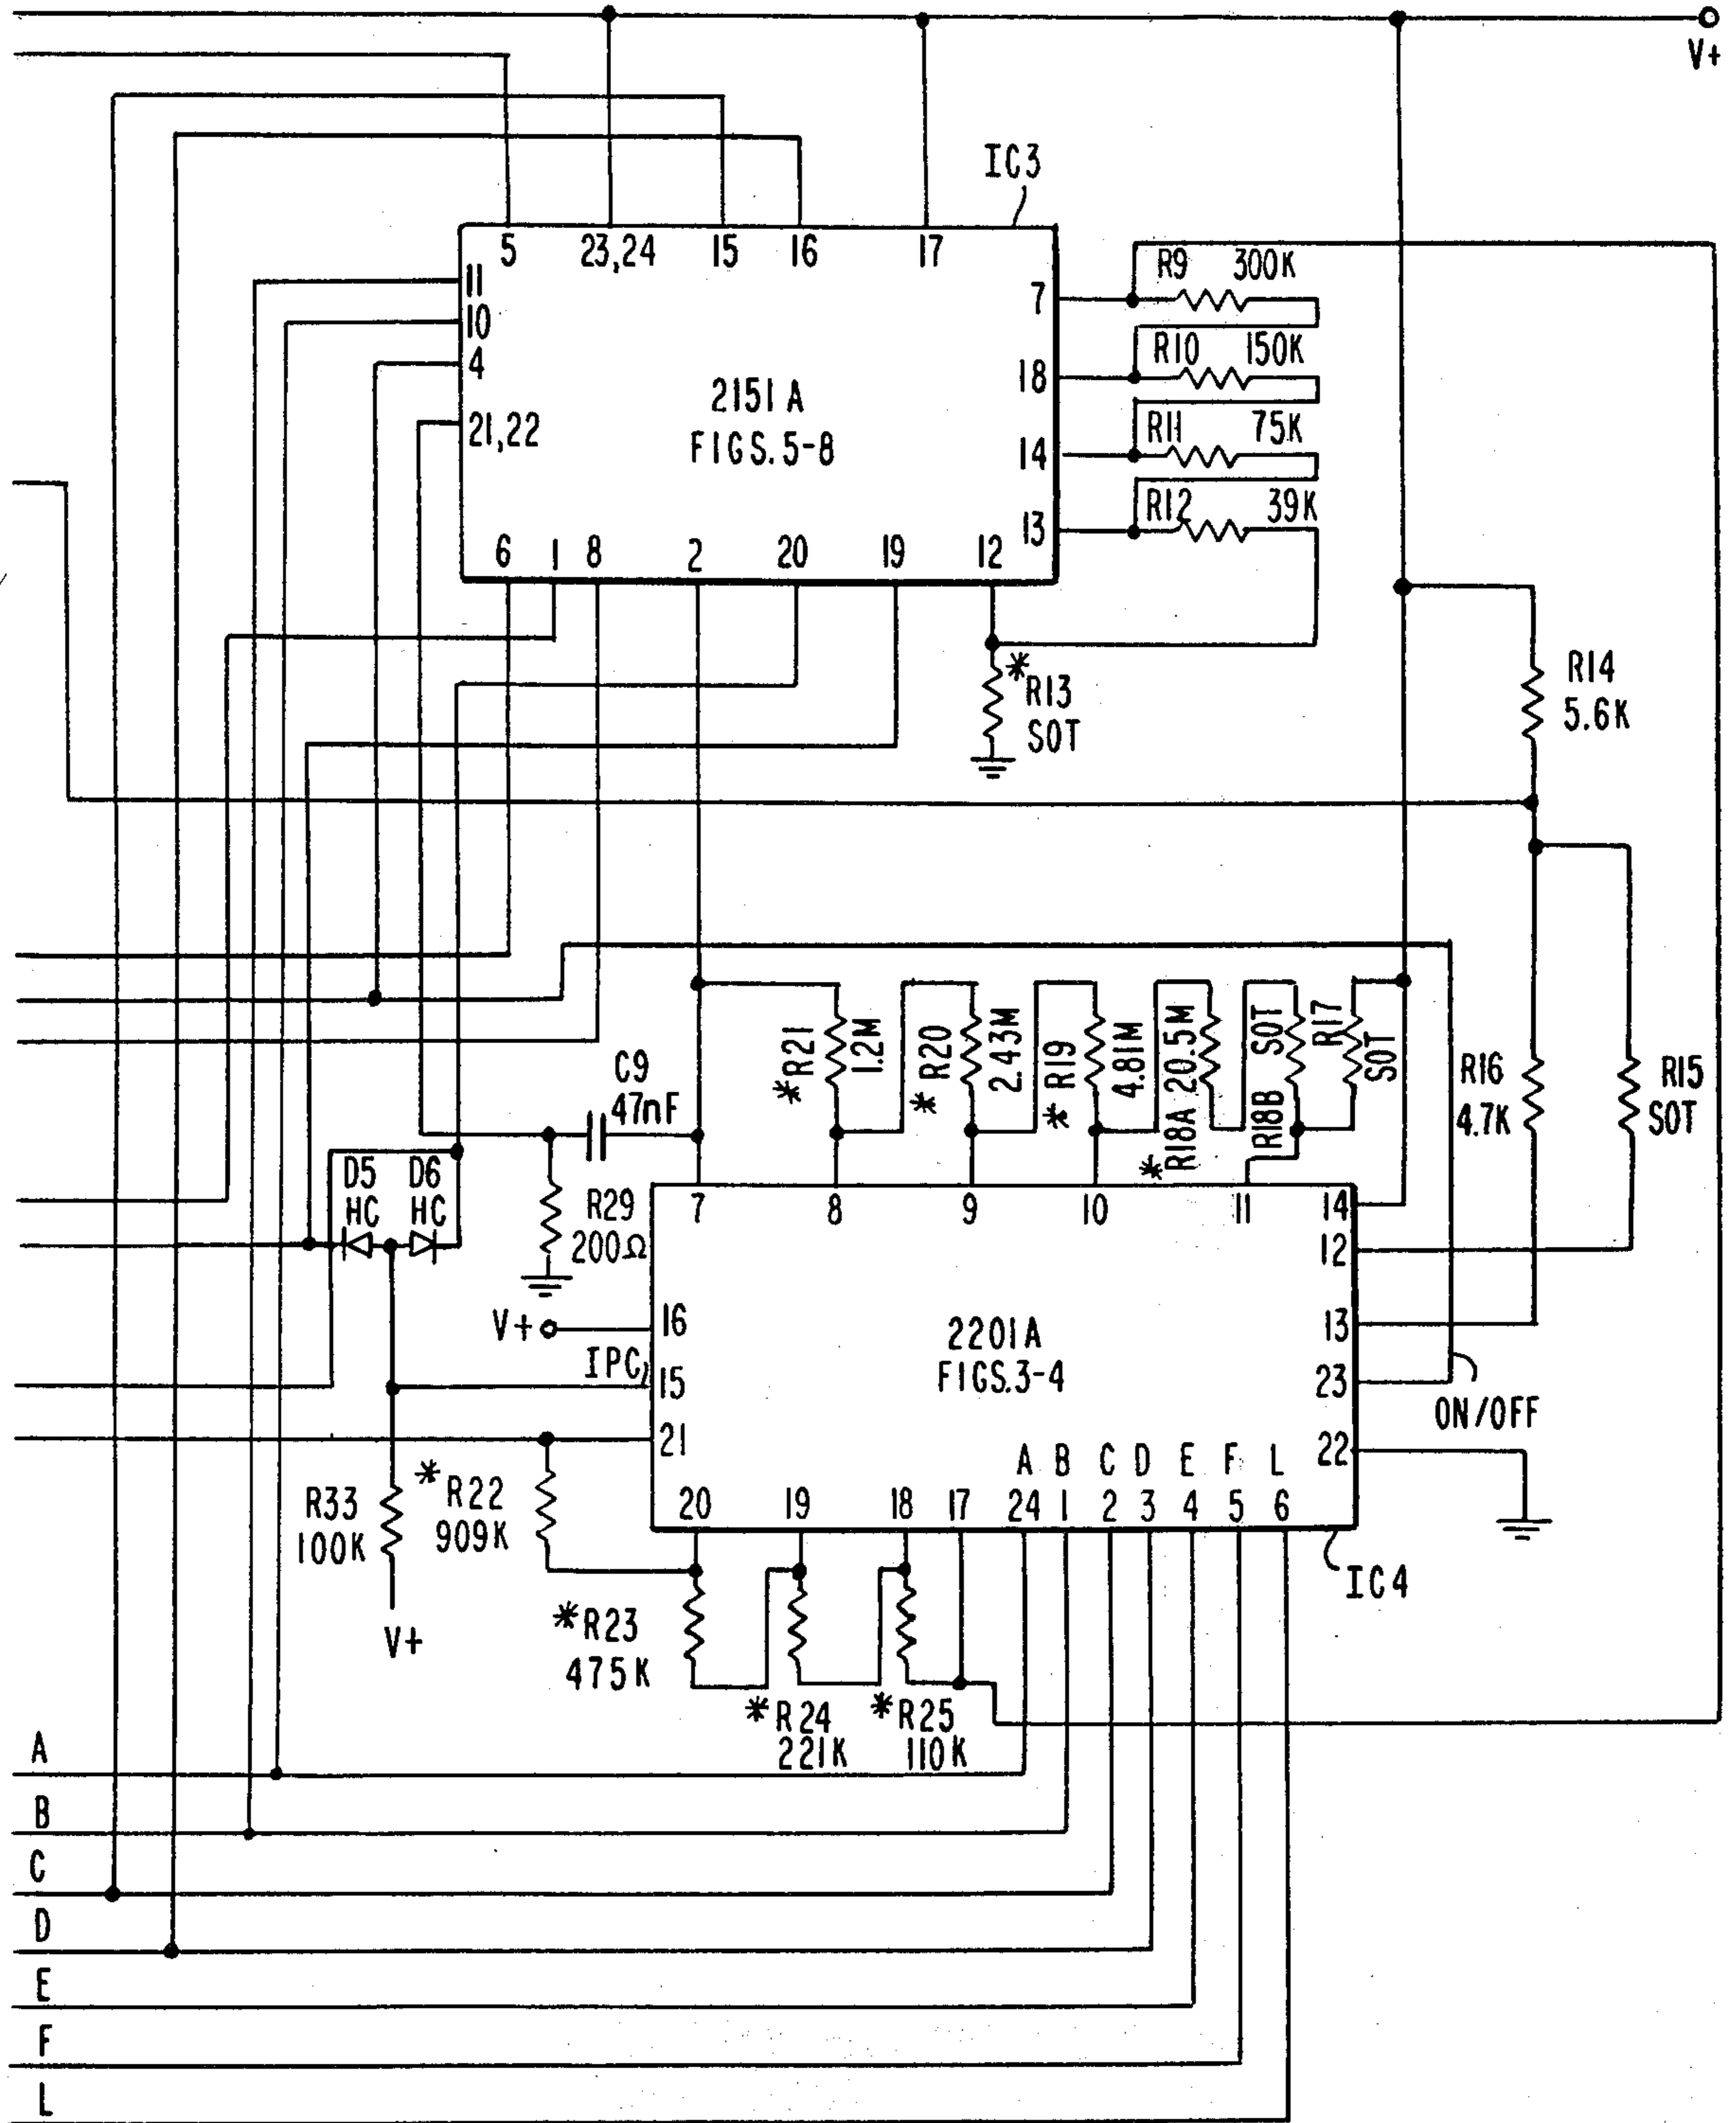 V+
IC3
5 23,24 15 16 17
11
10
4
21,22
7
18
14
13
R9 300K
R10 150K
R11 75K
R12 39K
2151A
FIGS.5-8
6 1 8 2 20 19 12
*R13
SOT
R14
5.6K
*R21
1.2M
*R20
2.43M
*R19
4.81M
*R18A 20.5M
R18B SOT
R17
SOT
R16
4.7K
R15
SOT
C9
47nF
D5
HC
D6
HC
R29
200Ω
7 8 9 10 11
14
12
13
23
22
V+
16
IPC
15
21
2201A
FIGS.3-4
ON/OFF
A B C D E F L
20 19 18 17 24 1 2 3 4 5 6
IC4
R33
100K
V+
*R22
909K
*R23
475K
*R24
221K
*R25
110K
A
B
C
D
E
F
L